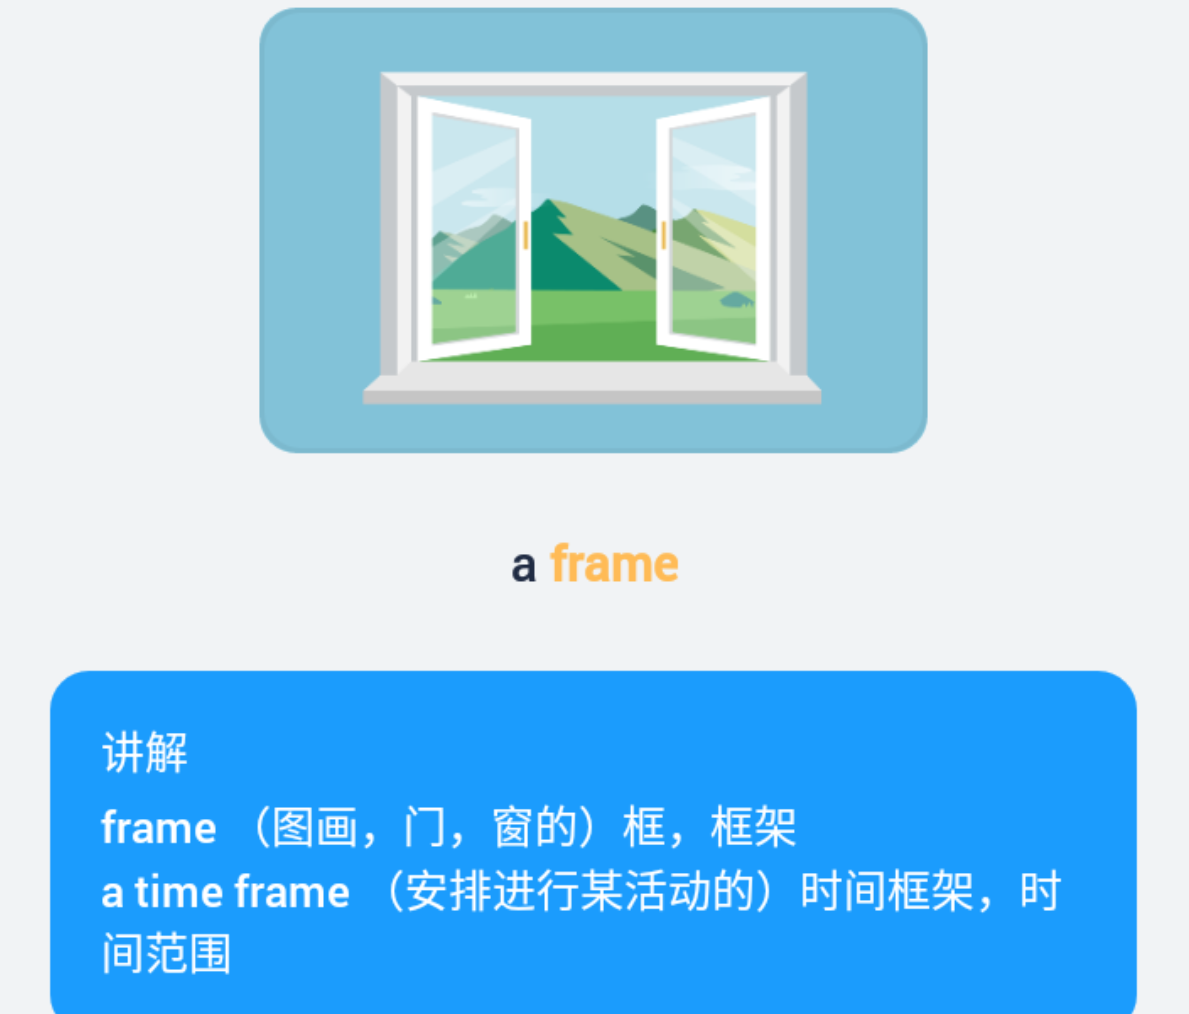 a frame
讲解
frame （图画，门，窗的）框，框架
a time frame （安排进行某活动的）时间框架，时
间范围